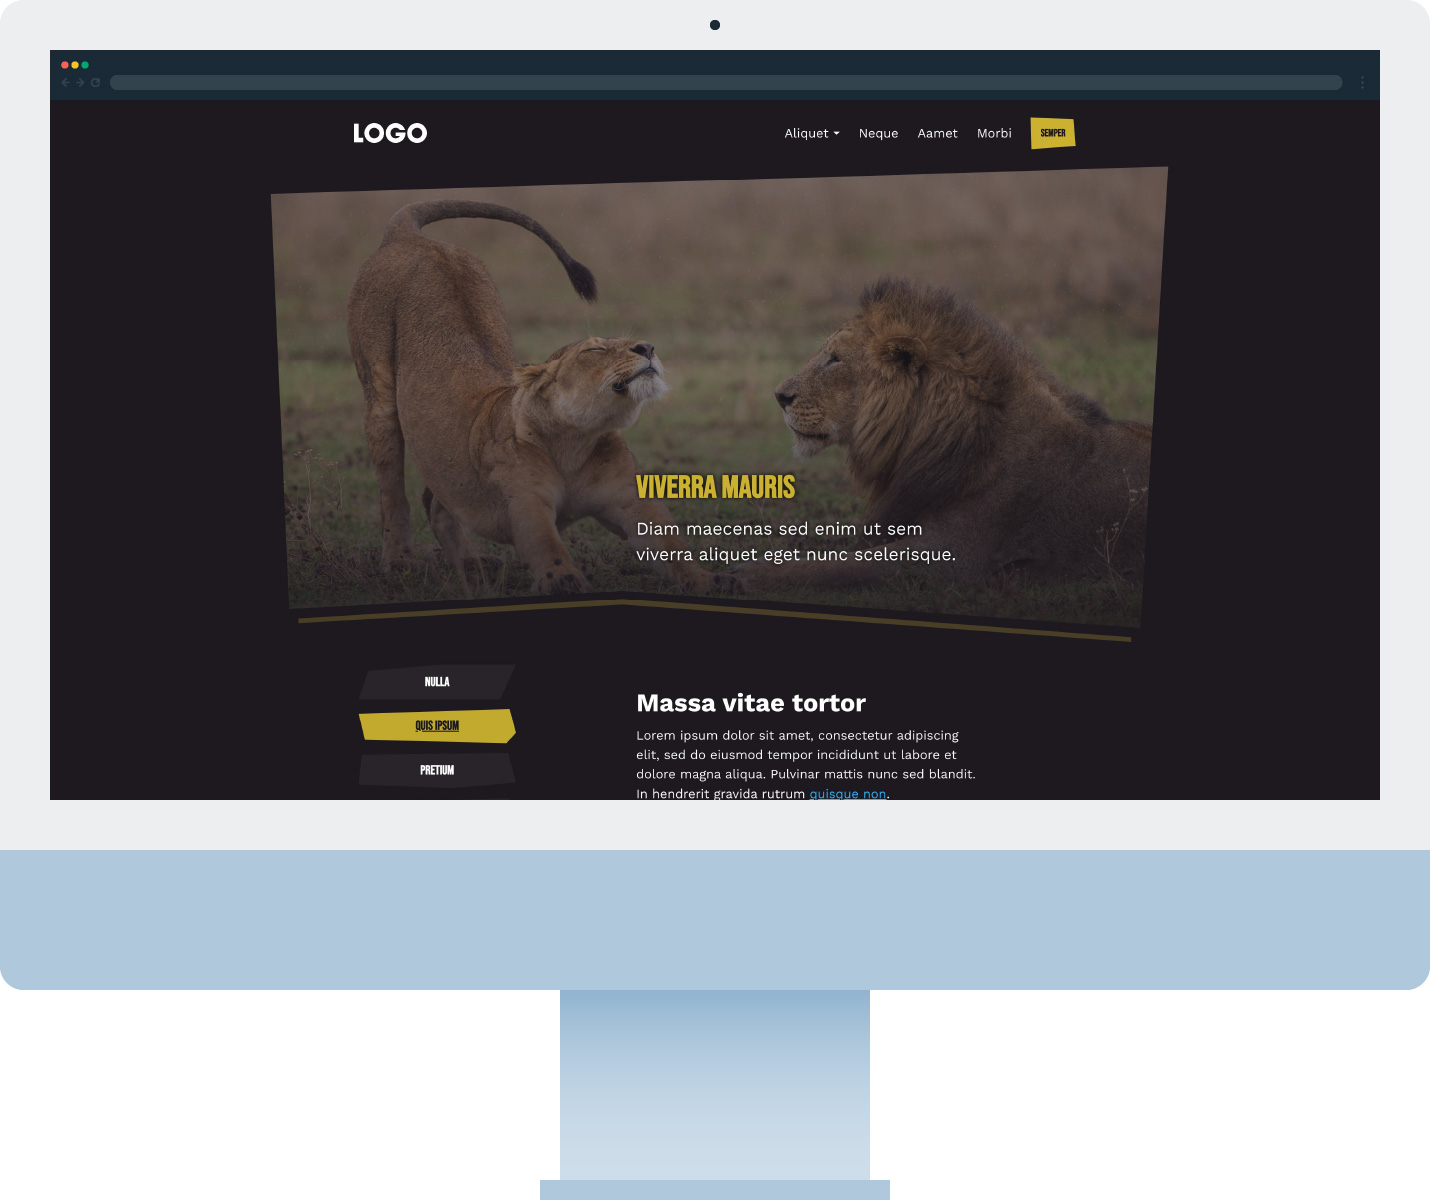 LOGO
Aliquet
Neque
Aamet
Morbi
SEMPER
VIVERRA MAURIS
Diam maecenas sed enim ut sem
viverra aliquet eget nunc scelerisque.
NULLA
QUIS IPSUM
PRETIUM
Massa vitae tortor
Lorem ipsum dolor sit amet, consectetur adipiscing
elit, sed do eiusmod tempor incididunt ut labore et
dolore magna aliqua. Pulvinar mattis nunc sed blandit.
In hendrerit gravida rutrum quisque non.